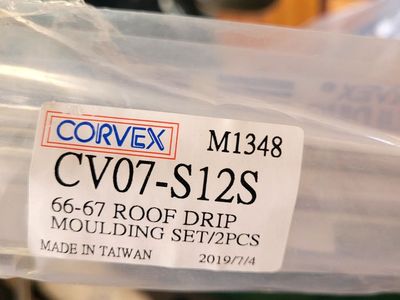 CORVEX M1348
CV07-S12S
66-67 ROOF DRIP
MOULDING SET/2PCS
MADE IN TAIWAN 2019/7/4